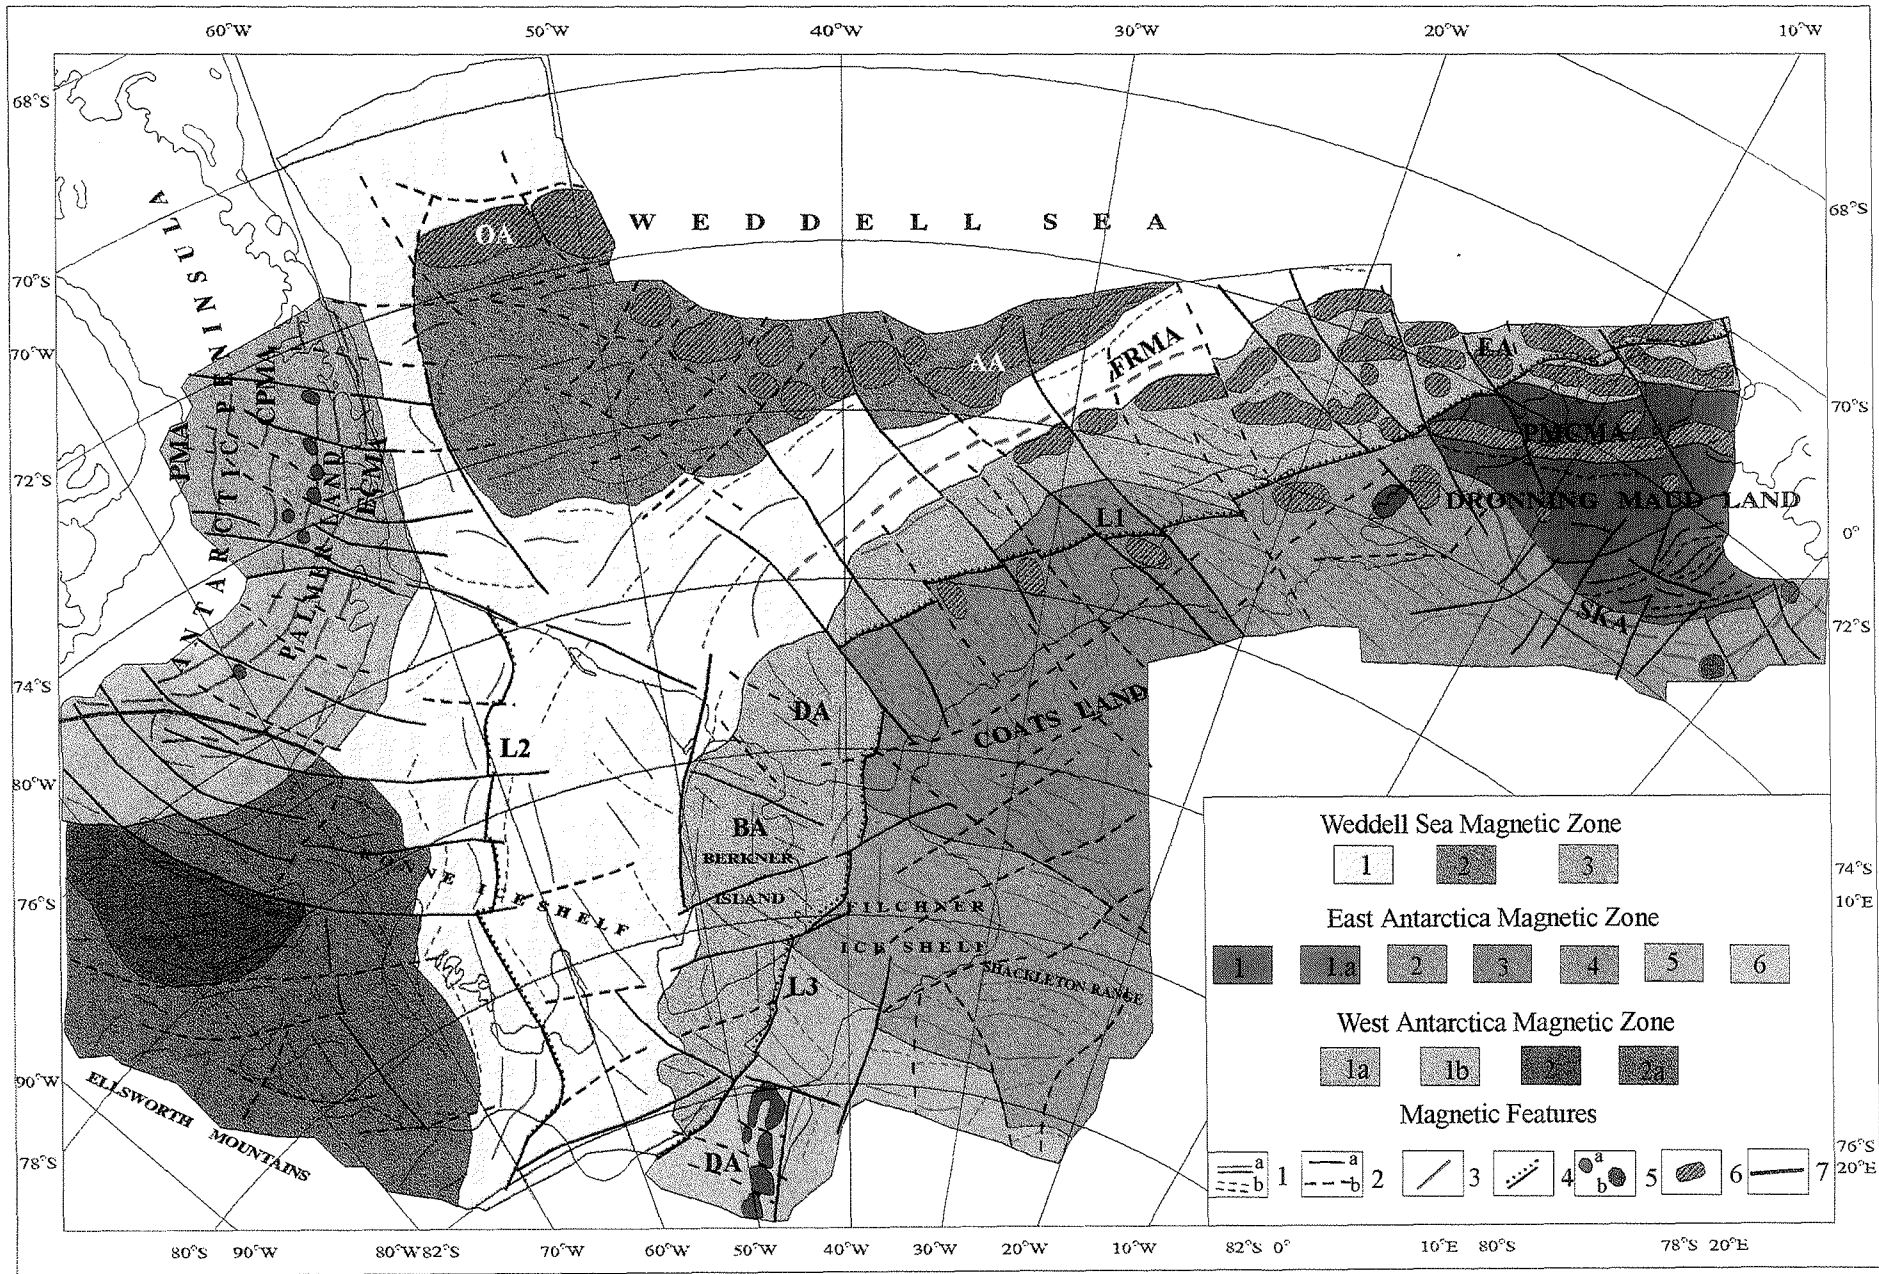 60°W 50°W 40°W 30°W 20°W 10°W
68°S
WEDDELL SEA
68°S
OA
70°S
70°W
ANTARCTIC PENINSULA
CPMA
PMA
ECMA
PALMER LAND
AA
FRMA
EA
70°S
PMCMA
72°S
DRONNING MAUD LAND
L1
0°
SKA
72°S
74°S
DA
COATS LAND
L2
80°W
BA
BERKNER
ISLAND
RONNE ICE SHELF
FILCHNER
ICE SHELF
76°S
SHACKLETON RANGE
L3
90°W
ELLSWORTH MOUNTAINS
78°S
DA
74°S
10°E
76°S
20°E
Weddell Sea Magnetic Zone
1 2 3
East Antarctica Magnetic Zone
1 1a 2 3 4 5 6
West Antarctica Magnetic Zone
1a 1b 2 2a
Magnetic Features
a b 1 a b 2 3 4 a b 5 6 7
80°S 90°W 80°W 82°S 70°W 60°W 50°W 40°W 30°W 20°W 10°W 82°S 0° 10°E 80°S 78°S 20°E